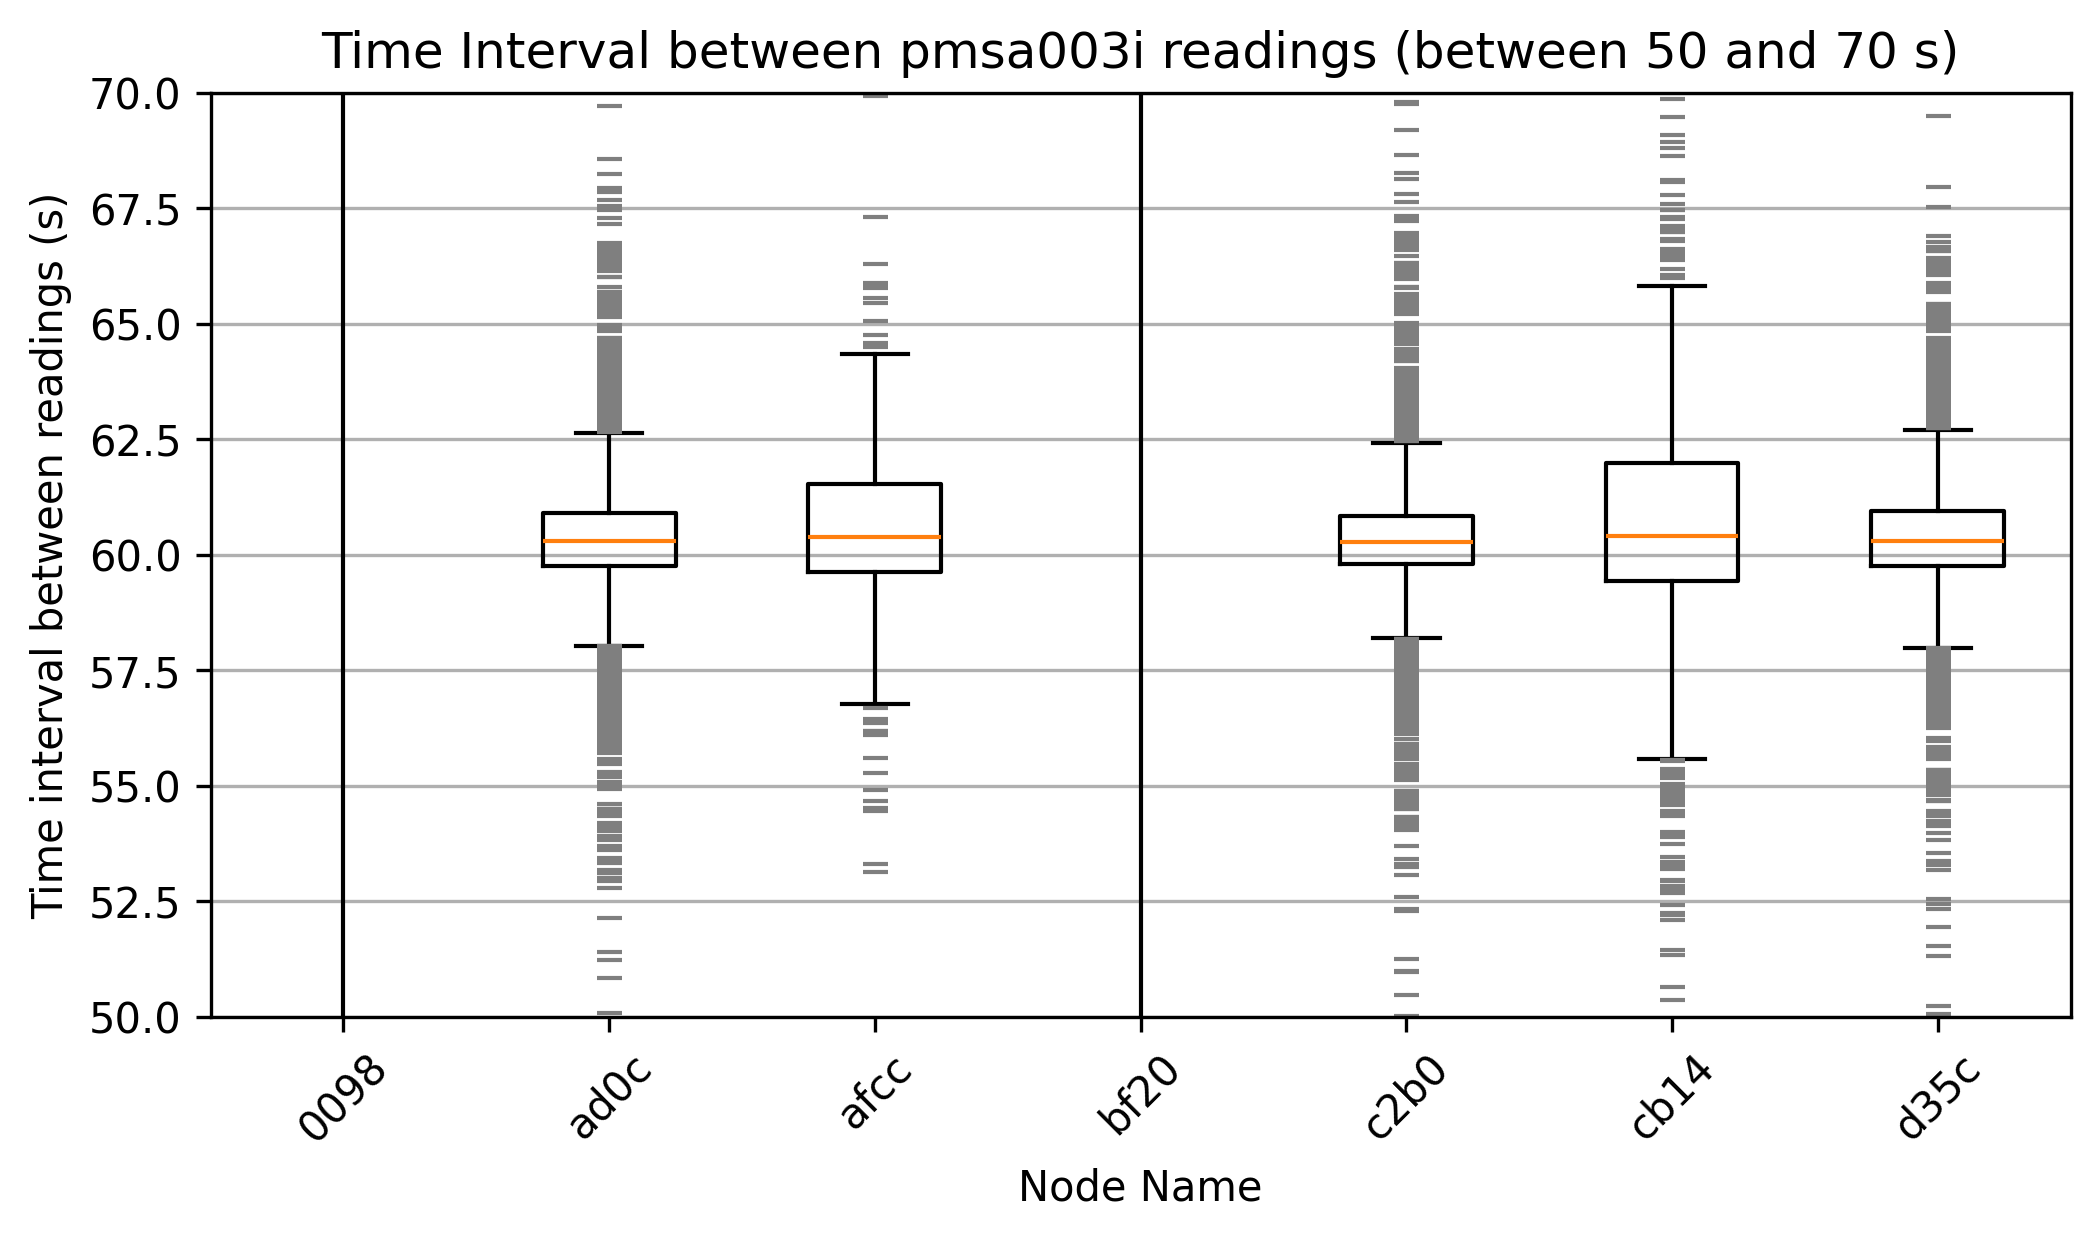 Time Interval between pmsa003i readings (between 50 and 70 s)
Time interval between readings (s)
70.0
67.5
65.0
62.5
60.0
57.5
55.0
52.5
50.0
0098 ad0c afcc bf20 c2b0 cb14 d35c
Node Name